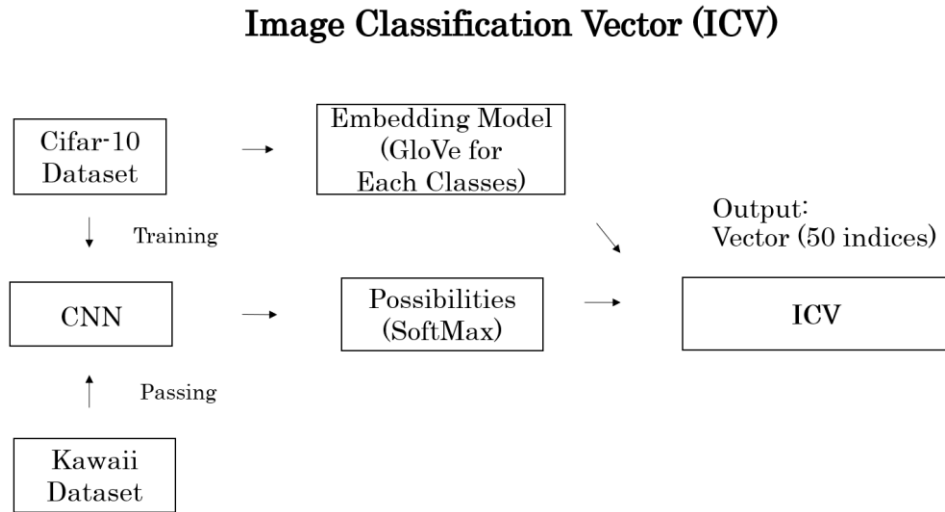 Image Classification Vector (ICV)
Cifar-10
Dataset
Embedding Model
(GloVe for
Each Classes)
Training
Output:
Vector (50 indices)
CNN
Possibilities
(SoftMax)
ICV
Passing
Kawaii
Dataset